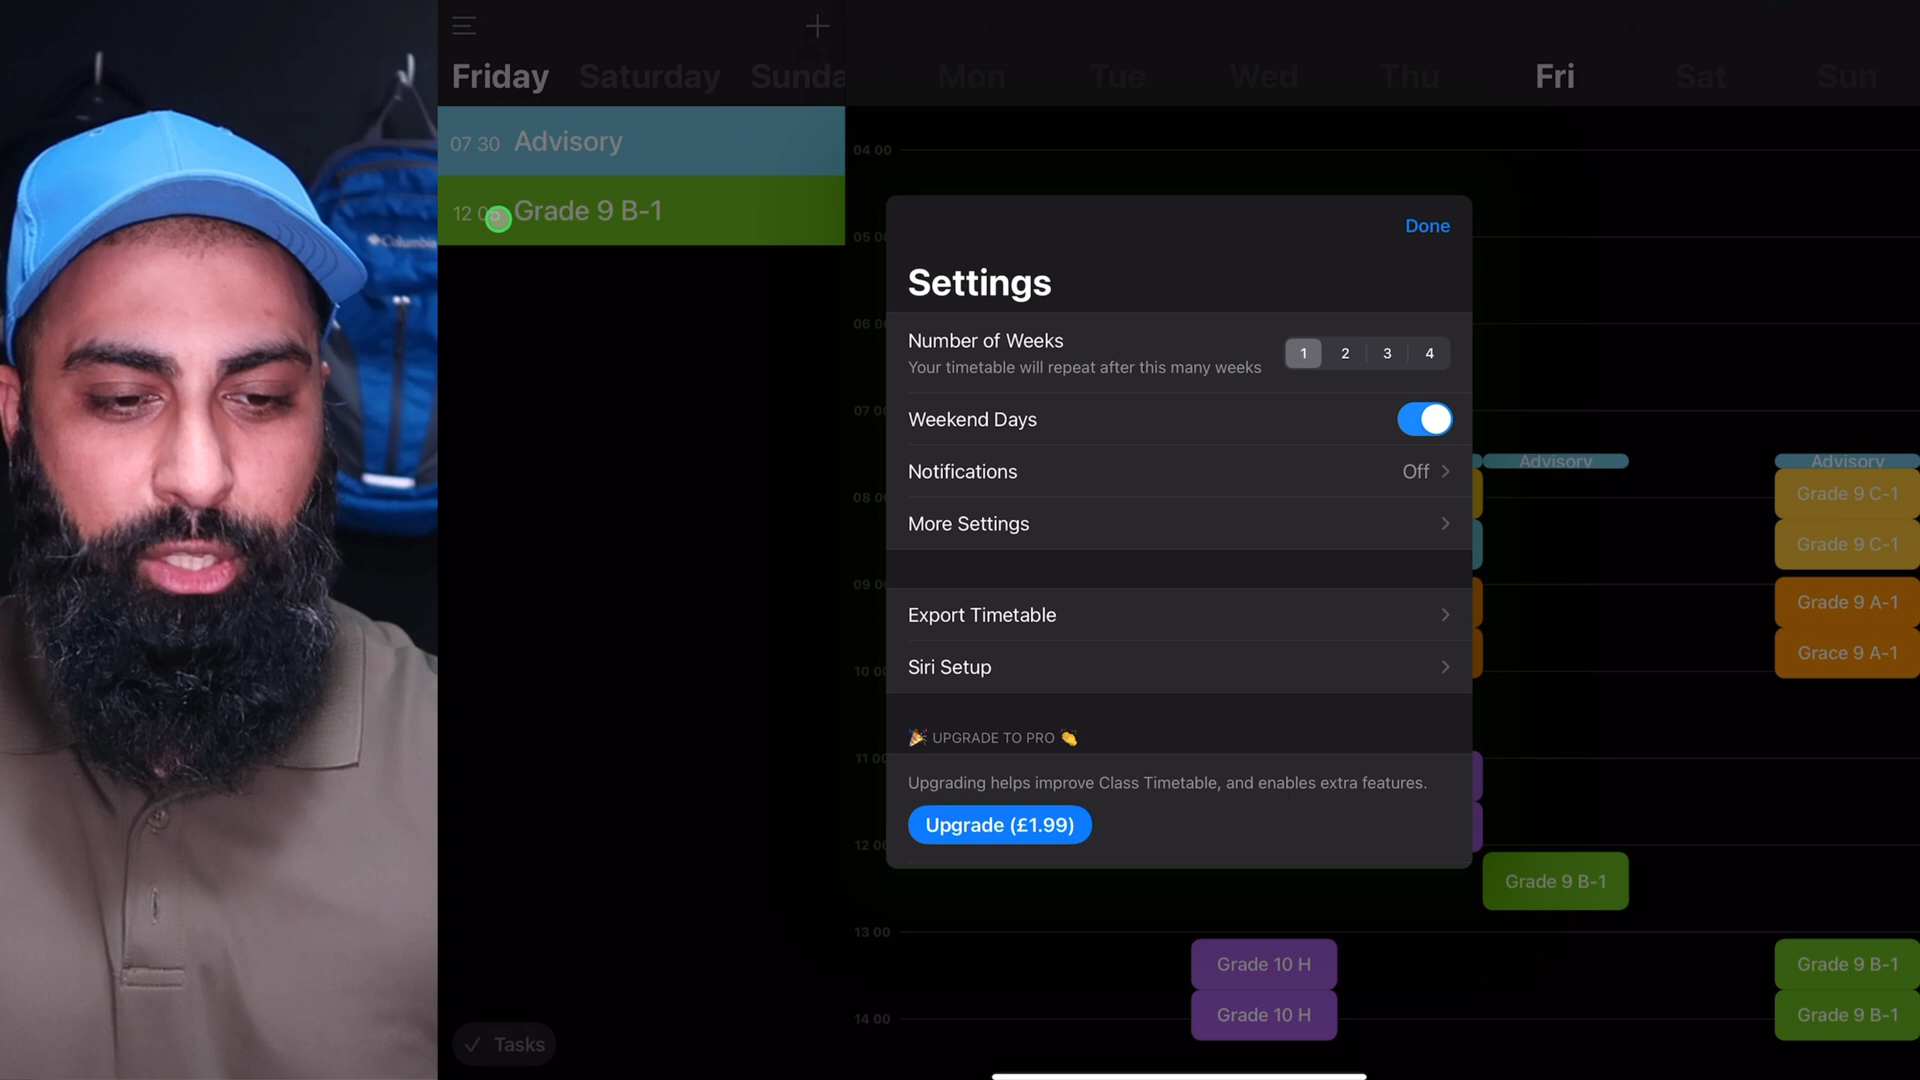 Friday Saturday Sunda
07 30 Advisory
Grade 9 B-1
Tasks
Mon Tue Wed Thu Fri Sat Sun
04 00
Done
Settings
Number of Weeks
Your timetable will repeat after this many weeks
1 2 3 4
Weekend Days
Notifications Off
More Settings
Export Timetable
Siri Setup
🎉 UPGRADE TO PRO 👏
Upgrading helps improve Class Timetable, and enables extra features.
Upgrade (£1.99)
Advisory
Grade 9 B-1
Advisory
Grade 9 C-1
Grade 9 C-1
Grade 9 A-1
Grace 9 A-1
13 00
Grade 10 H
Grade 10 H
Grade 9 B-1
Grade 9 B-1
14 00
Columbia